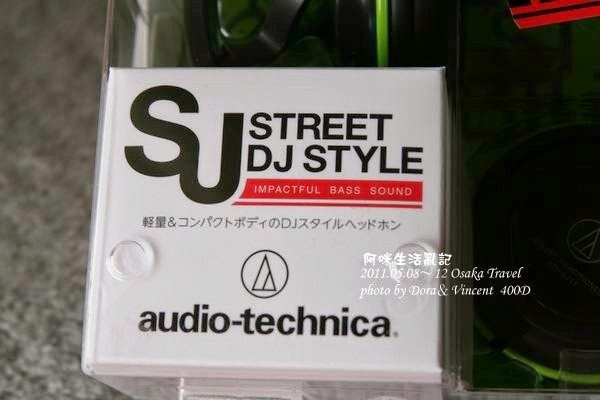 SJ STREET
DJ STYLE
IMPACTFUL BASS SOUND
軽量&コンパクトボディのDJスタイルヘッドホン
audio-technica®
阿咪生活亂記
2011.05.08~12 Osaka Travel
photo by Dora & Vincent 400D